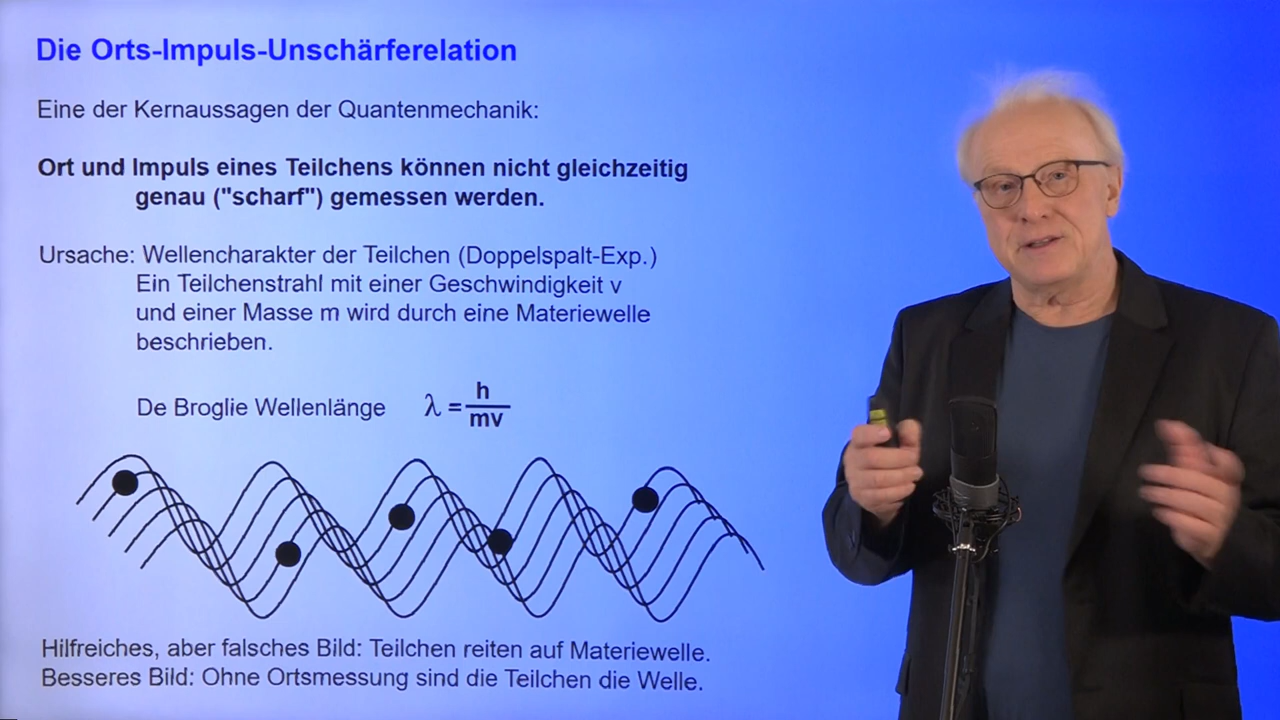 Die Orts-Impuls-Unschärferelation
Eine der Kernaussagen der Quantenmechanik:
Ort und Impuls eines Teilchens können nicht gleichzeitig
genau ("scharf") gemessen werden.
Ursache: Wellencharakter der Teilchen (Doppelspalt-Exp.)
Ein Teilchenstrahl mit einer Geschwindigkeit v
und einer Masse m wird durch eine Materiewelle
beschrieben.
De Broglie Wellenlänge λ = h/mv
Hilfreiches, aber falsches Bild: Teilchen reiten auf Materiewelle.
Besseres Bild: Ohne Ortsmessung sind die Teilchen die Welle.